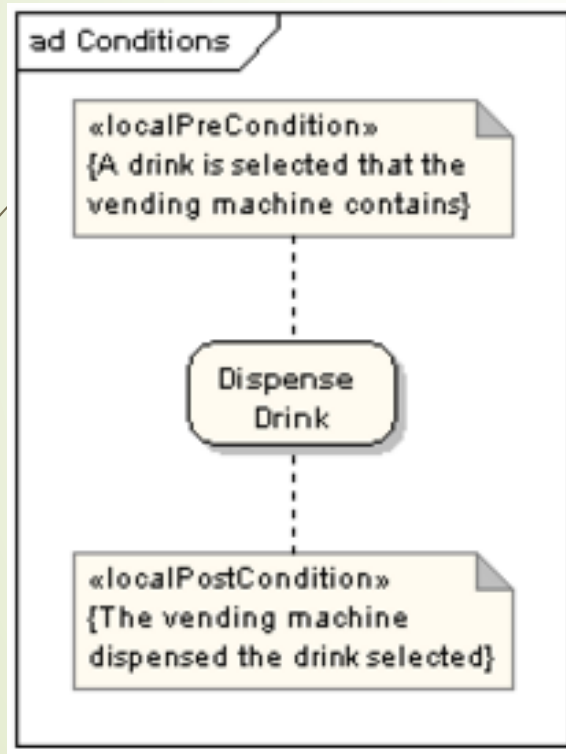 ad Conditions
«localPreCondition»
{A drink is selected that the
vending machine contains}
Dispense
Drink
«localPostCondition»
{The vending machine
dispensed the drink selected}